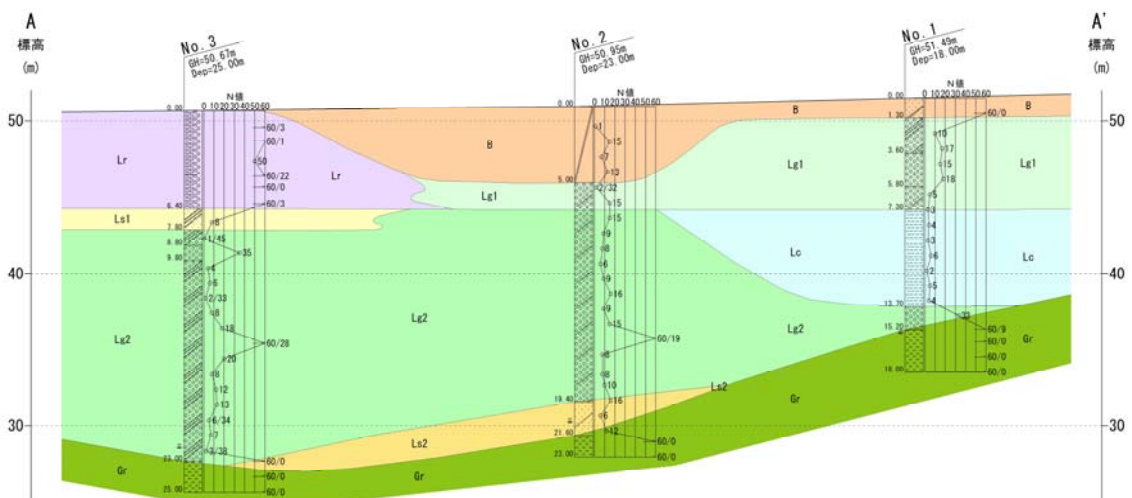 A
標高
(m)
50
40
30
No. 3
GH=50.67m
Dep=25.00m
N値
0 10 20 30 40 50 60
0.00
60/3
60/1
50
60/22
60/0
60/3
6.40
8
7.80
1/45
8.80
35
9.80
4
6
2/33
8
18
60/28
20
8
12
13
6/34
7
3/38
23.00
60/0
60/0
25.00
60/0
Lr
Lr
Ls1
Lg2
Gr
No. 2
GH=50.95m
Dep=23.00m
N値
0 10 20 30 40 50 60
0.00
1
15
7
13
5.00
2/32
15
15
9
8
6
9
16
9
15
60/19
8
8
10
19.40
16
6
21.60
12
60/0
23.00
60/0
B
Lg1
Lg2
Ls2
Gr
No. 1
GH=51.49m
Dep=18.00m
N値
0 10 20 30 40 50 60
0.00
60/0
1.30
10
3.60
17
15
5.80
18
5
7.30
3
4
3
6
2
5
13.70
4
33
15.20
60/9
60/0
60/0
18.00
60/0
B
B
Lg1
Lg1
Lc
Lc
Lg2
Ls2
Gr
Gr
A'
標高
(m)
50
40
30